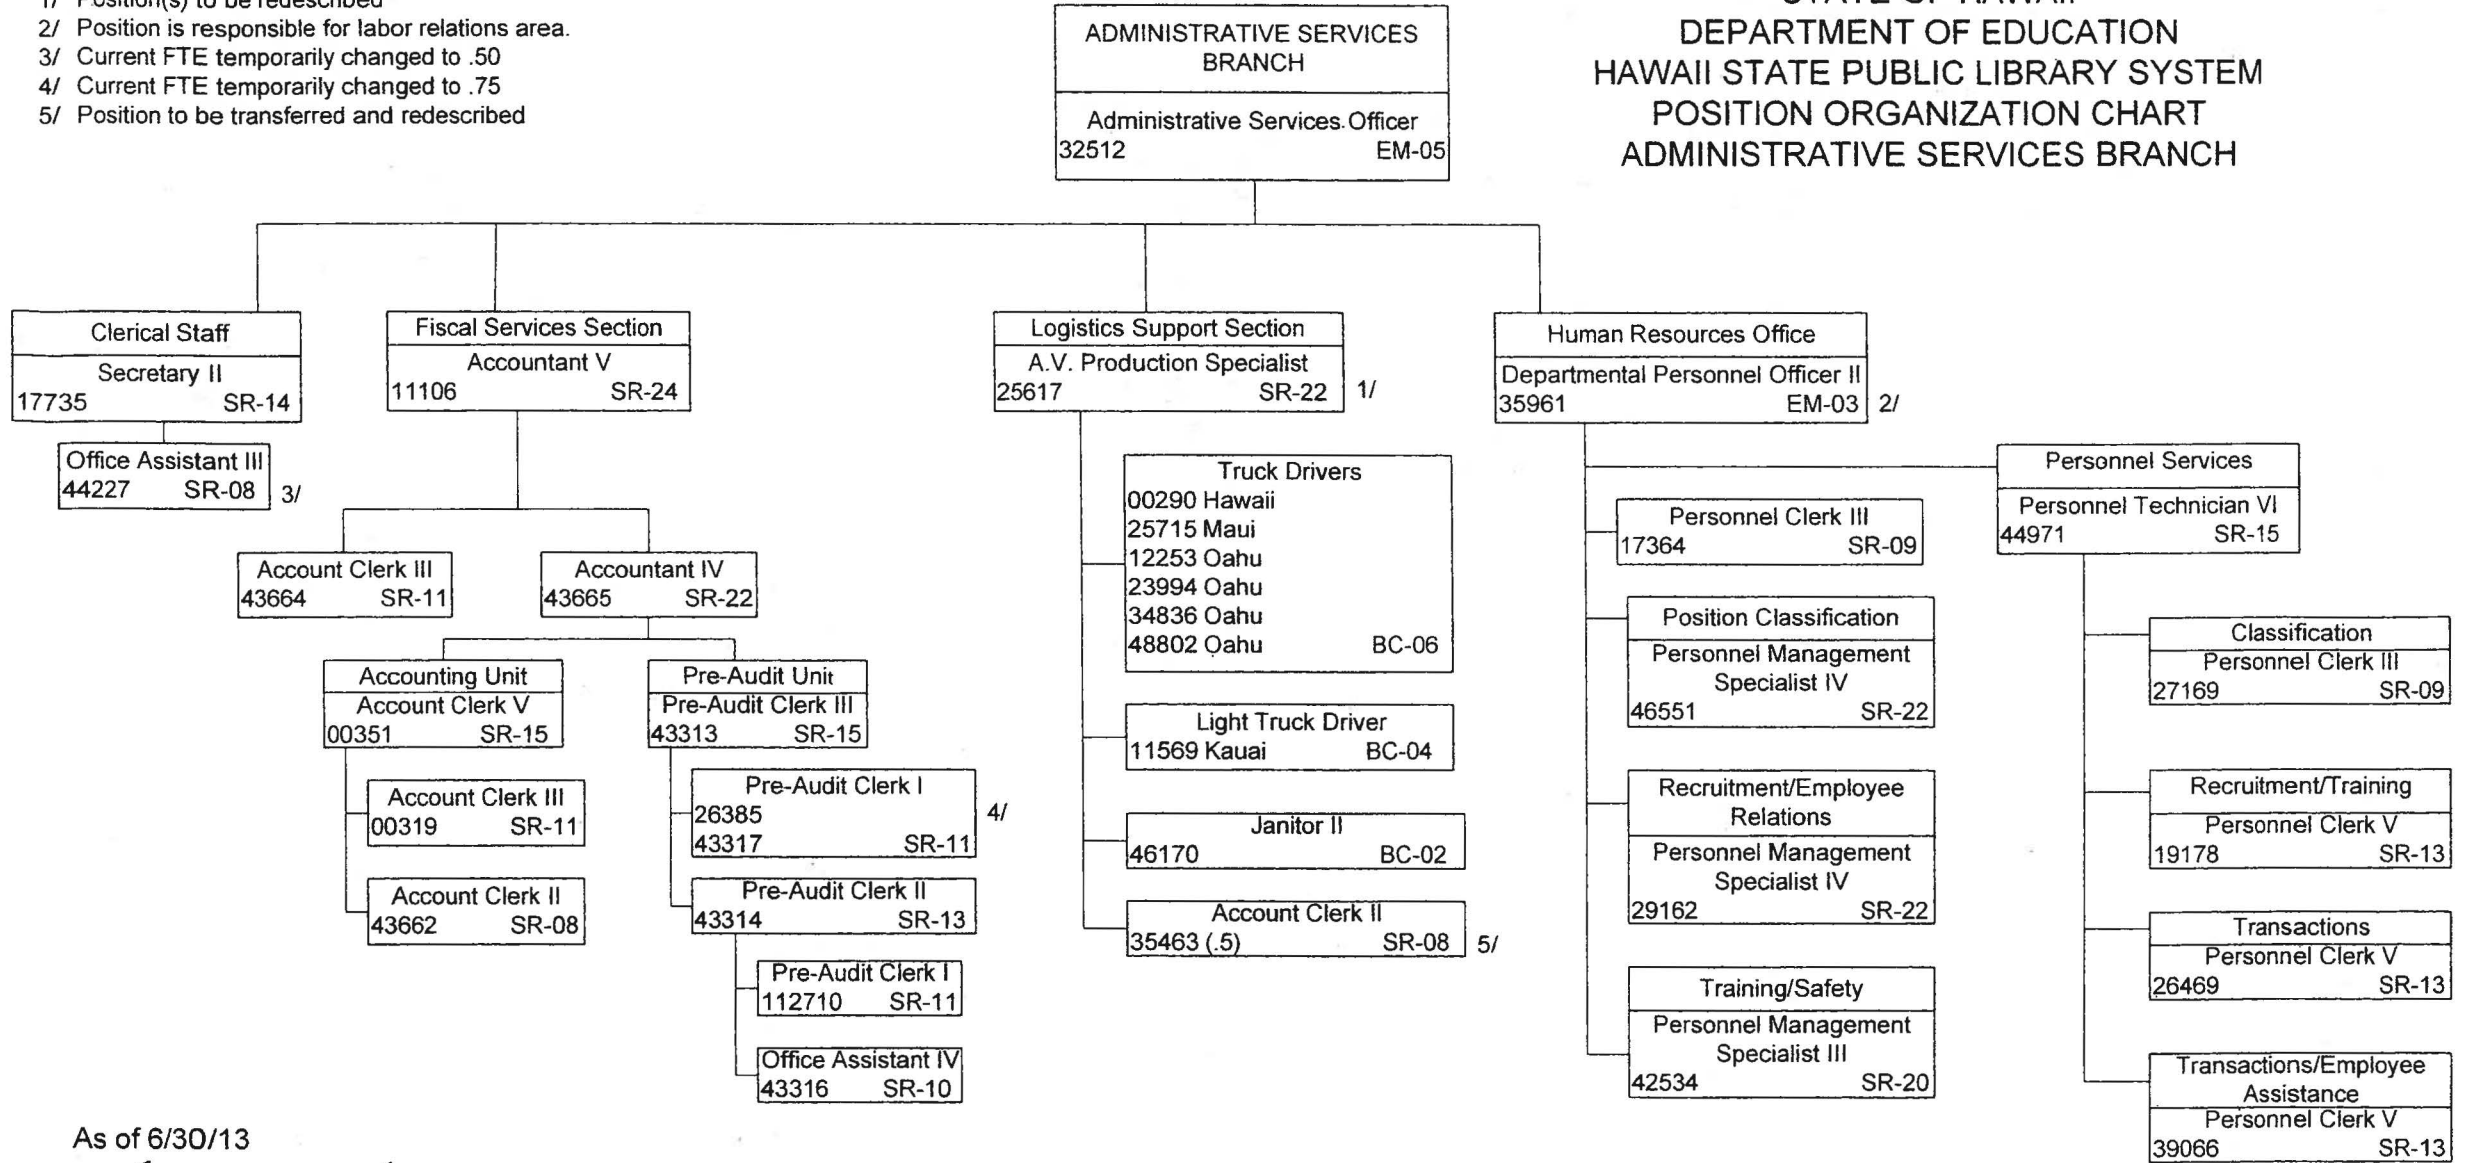 1/ Position(s) to be redescribed
2/ Position is responsible for labor relations area.
3/ Current FTE temporarily changed to .50
4/ Current FTE temporarily changed to .75
5/ Position to be transferred and redescribed
STATE OF HAWAII
DEPARTMENT OF EDUCATION
HAWAII STATE PUBLIC LIBRARY SYSTEM
POSITION ORGANIZATION CHART
ADMINISTRATIVE SERVICES BRANCH
ADMINISTRATIVE SERVICES
BRANCH
Administrative Services Officer
32512 EM-05
Clerical Staff
Secretary II
17735 SR-14
Office Assistant III
44227 SR-08 3/
Fiscal Services Section
Accountant V
11106 SR-24
Account Clerk III
43664 SR-11
Accountant IV
43665 SR-22
Accounting Unit
Account Clerk V
00351 SR-15
Account Clerk III
00319 SR-11
Account Clerk II
43662 SR-08
Pre-Audit Unit
Pre-Audit Clerk III
43313 SR-15
Pre-Audit Clerk I
26385 4/
43317 SR-11
Pre-Audit Clerk II
43314 SR-13
Pre-Audit Clerk I
112710 SR-11
Office Assistant IV
43316 SR-10
Logistics Support Section
A.V. Production Specialist
25617 SR-22 1/
Truck Drivers
00290 Hawaii
25715 Maui
12253 Oahu
23994 Oahu
34836 Oahu
48802 Oahu BC-06
Light Truck Driver
11569 Kauai BC-04
Janitor II
46170 BC-02
Account Clerk II
35463 (.5) SR-08 5/
Human Resources Office
Departmental Personnel Officer II
35961 EM-03 2/
Personnel Clerk III
17364 SR-09
Position Classification
Personnel Management
Specialist IV
46551 SR-22
Recruitment/Employee
Relations
Personnel Management
Specialist IV
29162 SR-22
Training/Safety
Personnel Management
Specialist III
42534 SR-20
Personnel Services
Personnel Technician VI
44971 SR-15
Classification
Personnel Clerk III
27169 SR-09
Recruitment/Training
Personnel Clerk V
19178 SR-13
Transactions
Personnel Clerk V
26469 SR-13
Transactions/Employee
Assistance
Personnel Clerk V
39066 SR-13
As of 6/30/13